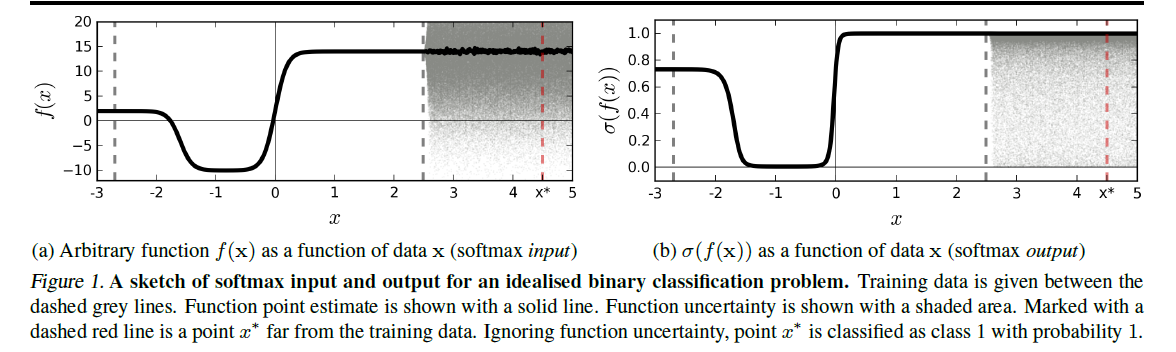 20
15
10
5
0
−5
−10
f(x)
-3 -2 -1 0 1 2 3 4 x* 5
x
1.0
0.8
0.6
0.4
0.2
0.0
σ(f(x))
-3 -2 -1 0 1 2 3 4 x* 5
x
(a) Arbitrary function f(x) as a function of data x (softmax input)
(b) σ(f(x)) as a function of data x (softmax output)
Figure 1. A sketch of softmax input and output for an idealised binary classification problem. Training data is given between the
dashed grey lines. Function point estimate is shown with a solid line. Function uncertainty is shown with a shaded area. Marked with a
dashed red line is a point x* far from the training data. Ignoring function uncertainty, point x* is classified as class 1 with probability 1.